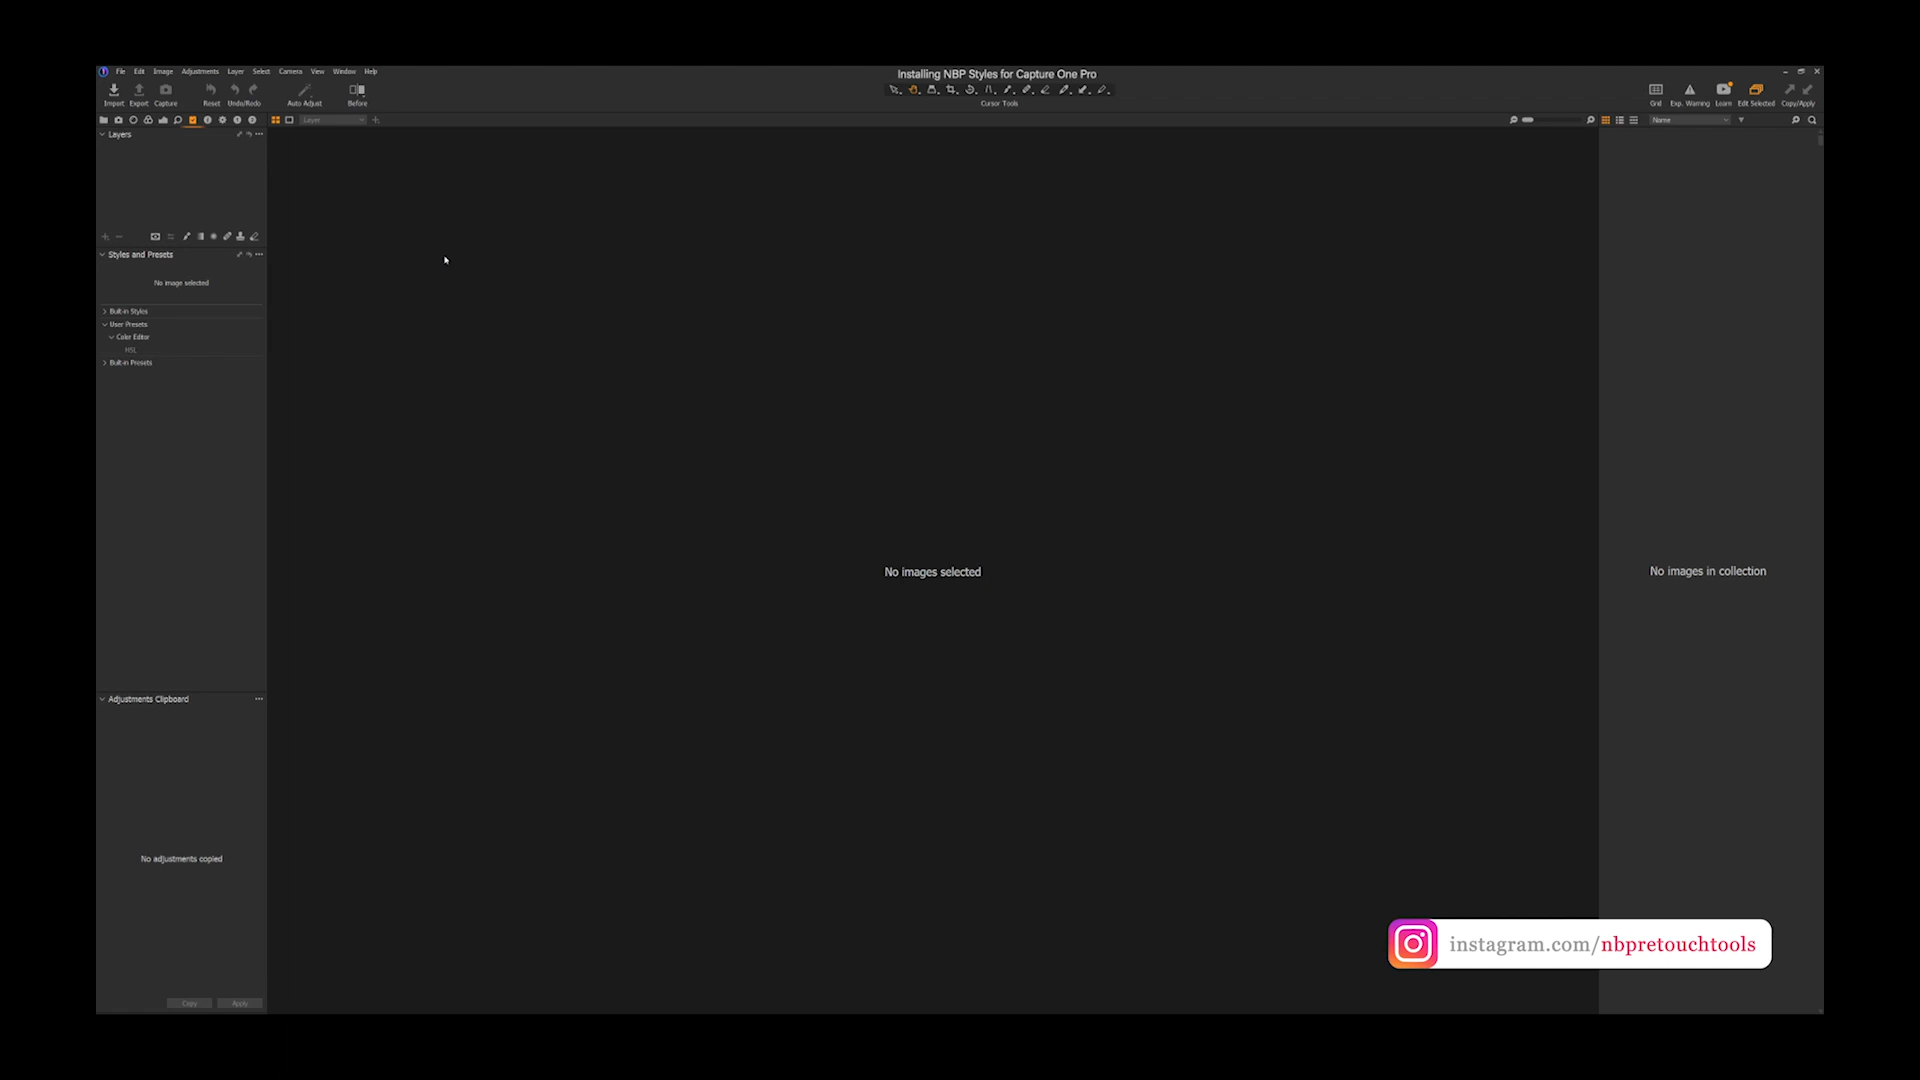 File Edit Image Adjustments Layer Select Camera View Window Help
Installing NBP Styles for Capture One Pro
Import Export Capture Reset Undo/Redo Auto Adjust Before
Cursor Tools
Grid Exp. Warning Learn Edit Selected Copy/Apply
Layer
Name
Layers
Styles and Presets
No image selected
Built-in Styles
User Presets
Color Editor
HSL
Built-in Presets
No images selected
No images in collection
Adjustments Clipboard
No adjustments copied
Copy Apply
instagram.com/nbpretouchtools